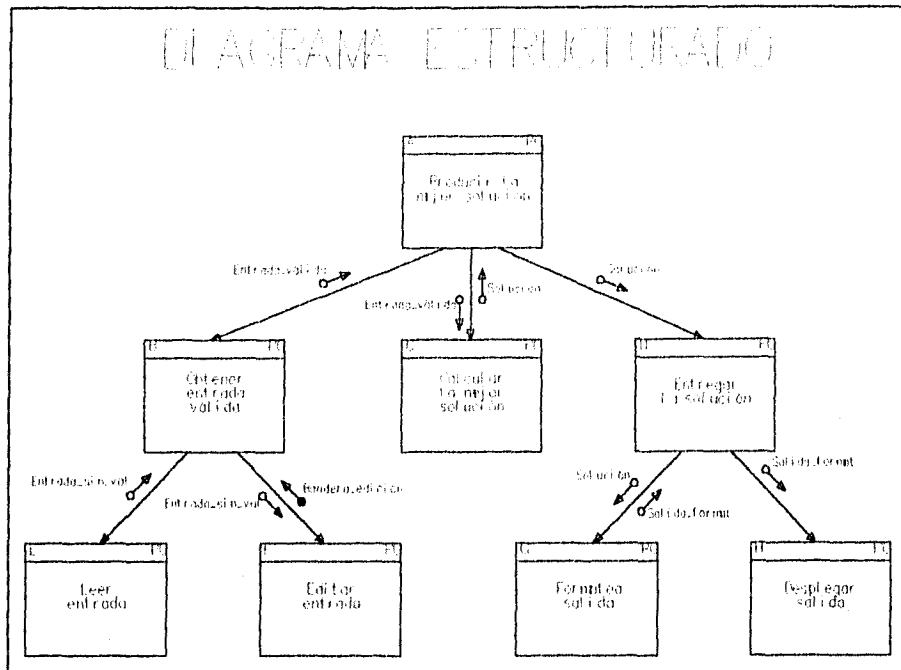 DIAGRAMA ESTRUCTURADO
A
Producir la
mejor solución
Entrada_válida
Entrada_válida
Solución
Solución
B
Obtener
entrada
válida
C
Calcular
la mejor
solución
D
Entregar
la solución
Entrada_sin_val
Entrada_sin_val
Bandera_edición
Solución
Salida_format
Salida_format
E
Leer
entrada
F
Editar
entrada
G
Formatea
salida
H
Desplegar
salida